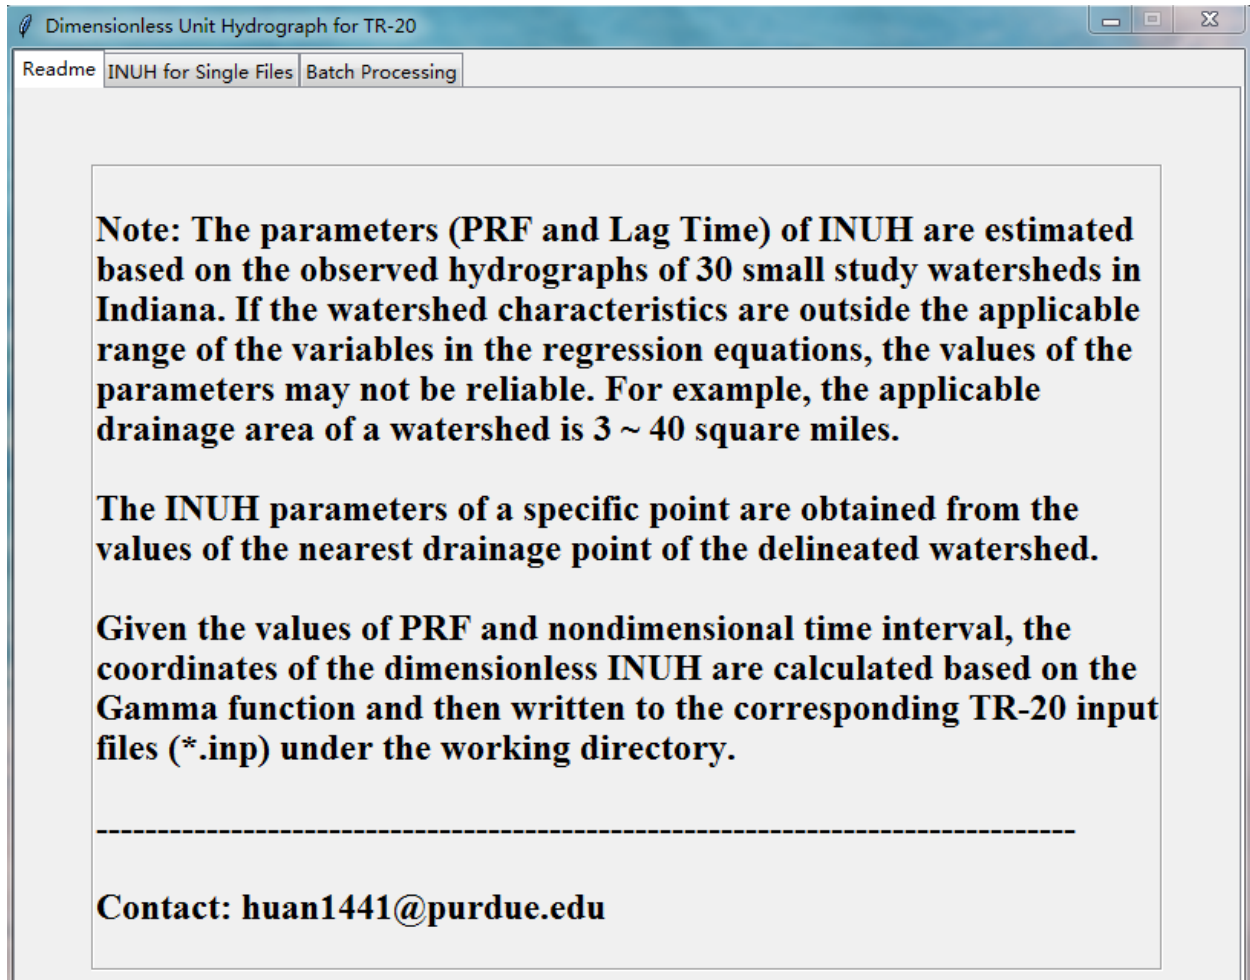 Dimensionless Unit Hydrograph for TR-20
Readme INUH for Single Files Batch Processing
Note: The parameters (PRF and Lag Time) of INUH are estimated
based on the observed hydrographs of 30 small study watersheds in
Indiana. If the watershed characteristics are outside the applicable
range of the variables in the regression equations, the values of the
parameters may not be reliable. For example, the applicable
drainage area of a watershed is 3 ~ 40 square miles.
The INUH parameters of a specific point are obtained from the
values of the nearest drainage point of the delineated watershed.
Given the values of PRF and nondimensional time interval, the
coordinates of the dimensionless INUH are calculated based on the
Gamma function and then written to the corresponding TR-20 input
files (*.inp) under the working directory.
--------------------------------------------------------------------------------
Contact: huan1441@purdue.edu